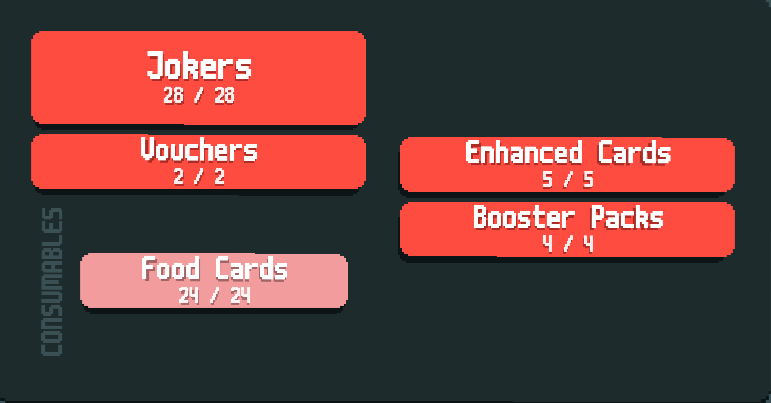 Jokers
28 / 28
Vouchers
2 / 2
Enhanced Cards
5 / 5
Booster Packs
4 / 4
CONSUMABLES
Food Cards
24 / 24